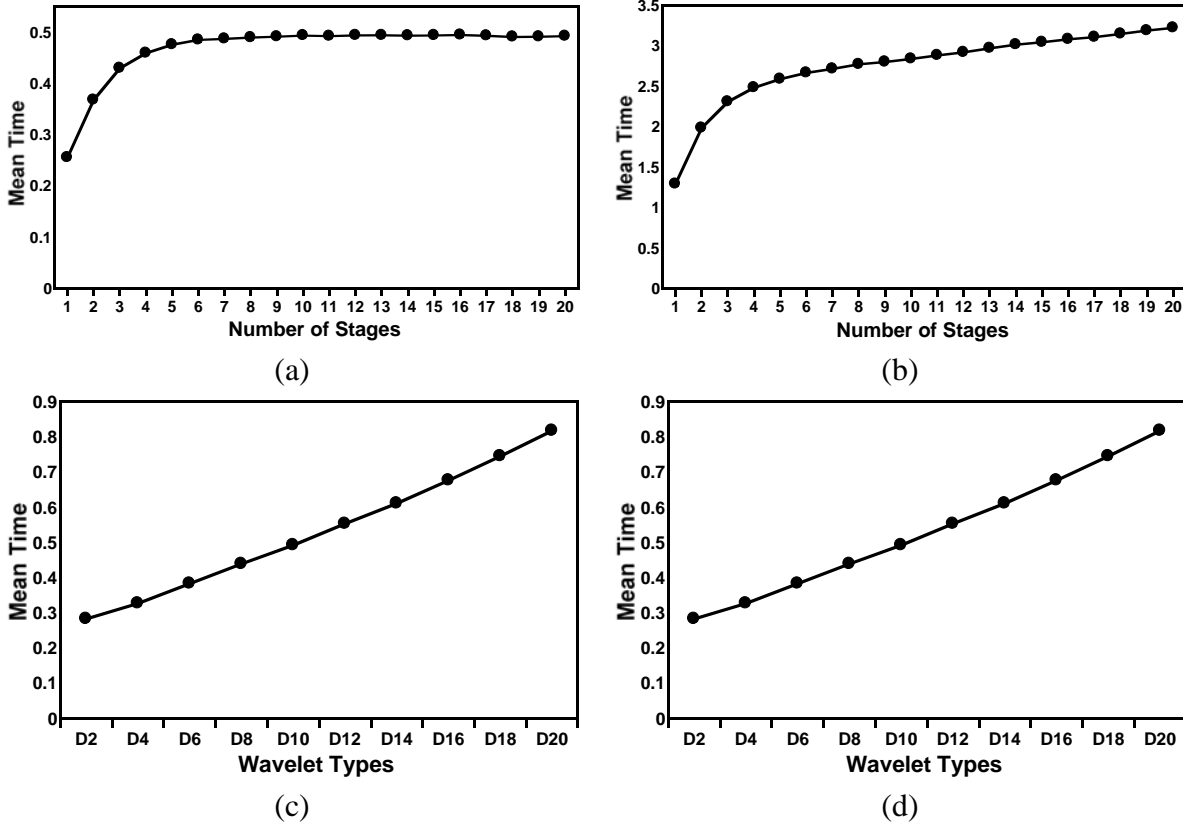 0.5
0.4
0.3
0.2
0.1
0
Mean Time
1 2 3 4 5 6 7 8 9 10 11 12 13 14 15 16 17 18 19 20
Number of Stages
(a)
3.5
3
2.5
2
1.5
1
0.5
0
Mean Time
1 2 3 4 5 6 7 8 9 10 11 12 13 14 15 16 17 18 19 20
Number of Stages
(b)
0.9
0.8
0.7
0.6
0.5
0.4
0.3
0.2
0.1
0
Mean Time
D2 D4 D6 D8 D10 D12 D14 D16 D18 D20
Wavelet Types
(c)
0.9
0.8
0.7
0.6
0.5
0.4
0.3
0.2
0.1
0
Mean Time
D2 D4 D6 D8 D10 D12 D14 D16 D18 D20
Wavelet Types
(d)